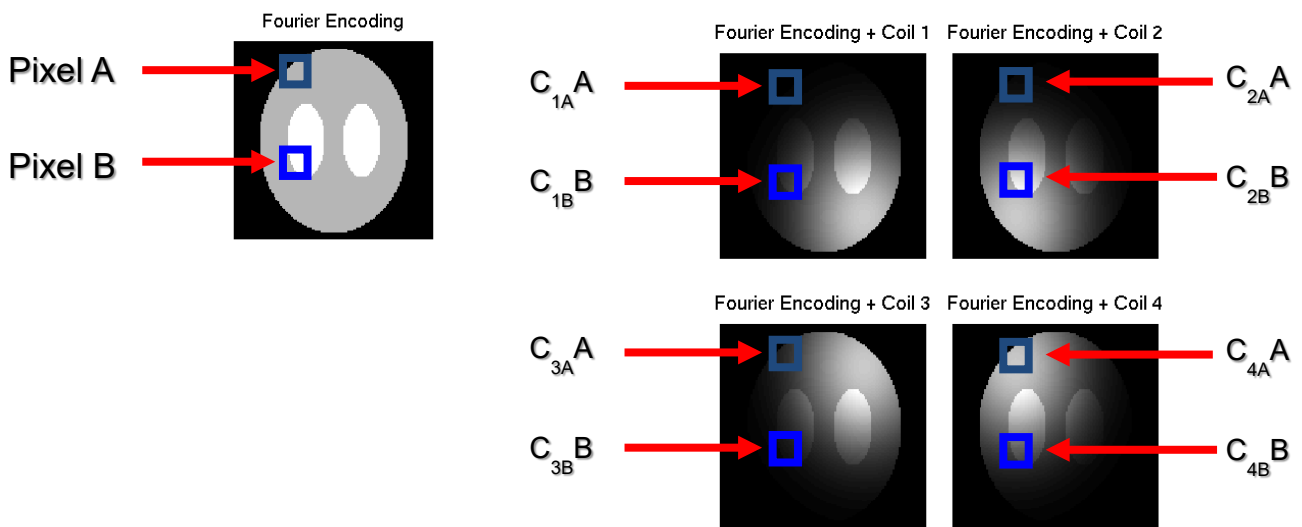 Fourier Encoding
Pixel A
Pixel B
Fourier Encoding + Coil 1
Fourier Encoding + Coil 2
C1AA
C2AA
C1BB
C2BB
Fourier Encoding + Coil 3
Fourier Encoding + Coil 4
C3AA
C4AA
C3BB
C4BB